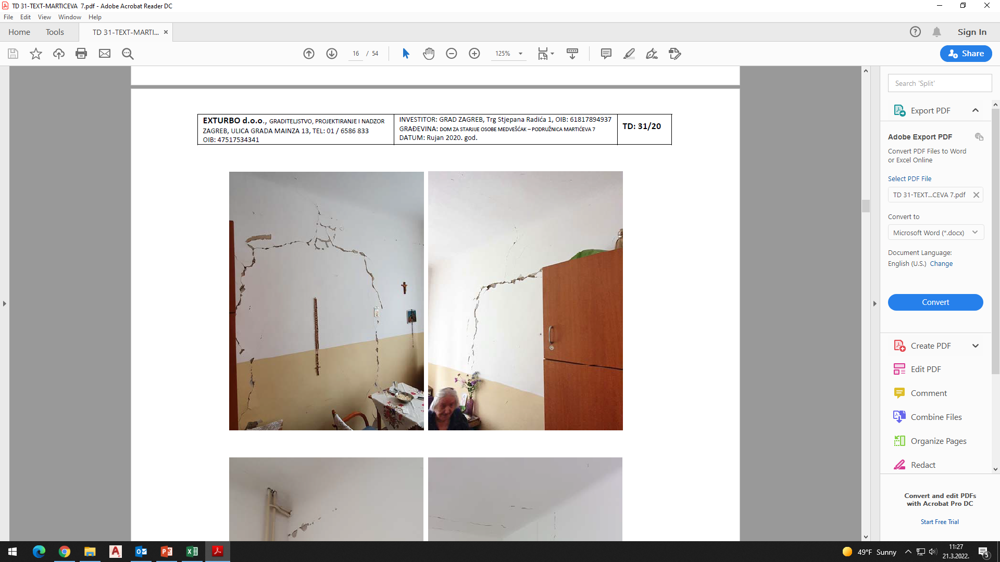 TD 31-TEXT-MARTICEVA 7.pdf - Adobe Acrobat Reader DC
File Edit View Window Help
Home Tools TD 31-TEXT-MARTI... Sign In
16 / 54 125% Share
Search 'Split'
EXTURBO d.o.o., GRADITELJSTVO, PROJEKTIRANJE I NADZOR
ZAGREB, ULICA GRADA MAINZA 13, TEL: 01 / 6586 833
OIB: 47517534341
INVESTITOR: GRAD ZAGREB, Trg Stjepana Radića 1, OIB: 61817894937
GRAĐEVINA: DOM ZA STARIJE OSOBE MEDVEŠĆAK – PODRUŽNICA MARTIĆEVA 7
DATUM: Rujan 2020. god.
TD: 31/20
Export PDF
Adobe Export PDF
Convert PDF Files to Word
or Excel Online
Select PDF File
TD 31-TEXT...CEVA 7.pdf
Convert to
Microsoft Word (*.docx)
Document Language:
English (U.S.) Change
Convert
Create PDF
Edit PDF
Comment
Combine Files
Organize Pages
Redact
Convert and edit PDFs
with Acrobat Pro DC
Start Free Trial
49°F Sunny
11:27
21.3.2022.
5